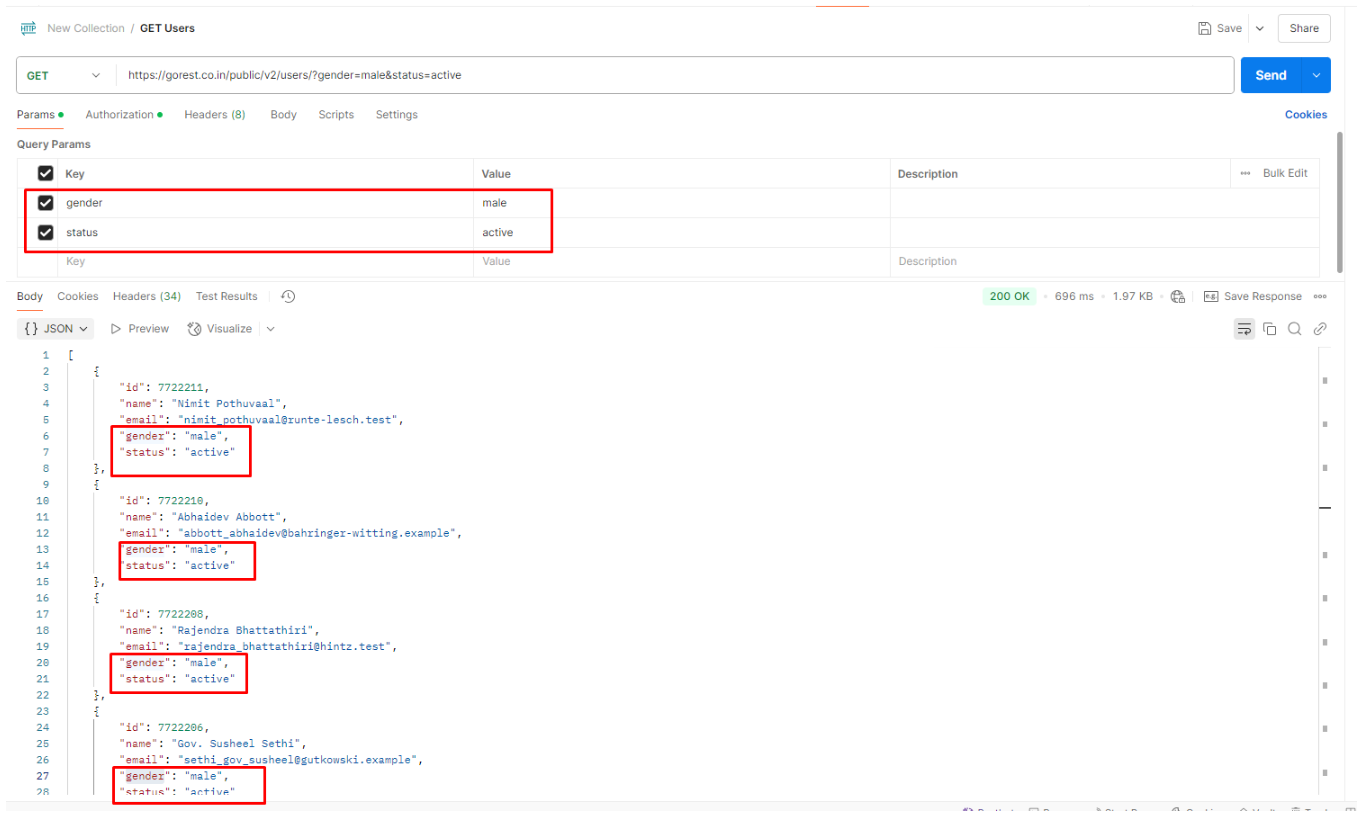 HTTP New Collection / GET Users Save Share
GET https://gorest.co.in/public/v2/users/?gender=male&status=active Send
Params Authorization Headers (8) Body Scripts Settings Cookies
Query Params
Key Value Description Bulk Edit
gender male
status active
Key Value Description
Body Cookies Headers (34) Test Results 200 OK 696 ms 1.97 KB e.g. Save Response
{} JSON Preview Visualize
1 [
2 {
3 "id": 7722211,
4 "name": "Nimit Pothuvaal",
5 "email": "nimit_pothuvaal@runte-lesch.test",
6 "gender": "male",
7 "status": "active"
8 },
9 {
10 "id": 7722210,
11 "name": "Abhaidev Abbott",
12 "email": "abbott_abhaidev@bahringer-witting.example",
13 "gender": "male",
14 "status": "active"
15 },
16 {
17 "id": 7722208,
18 "name": "Rajendra Bhattathiri",
19 "email": "rajendra_bhattathiri@hintz.test",
20 "gender": "male",
21 "status": "active"
22 },
23 {
24 "id": 7722206,
25 "name": "Gov. Susheel Sethi",
26 "email": "sethi_gov_susheel@gutkowski.example",
27 "gender": "male",
28 "status": "active"